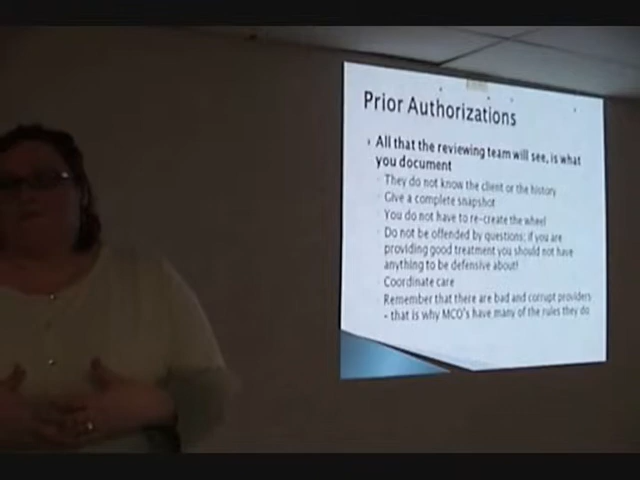 Prior Authorizations
All that the reviewing team will see, is what
you document
They do not know the client or the history
Give a complete snapshot
You do not have to re-create the wheel
Do not be offended by questions; if you are
providing good treatment you should not have
anything to be defensive about!
Coordinate care
Remember that there are bad and corrupt providers
- that is why MCO's have many of the rules they do